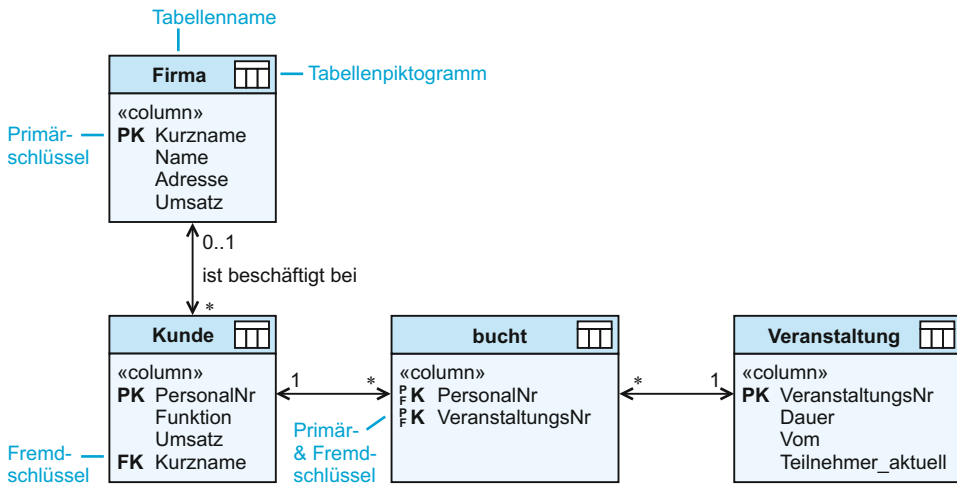 Tabellenname
Firma
Tabellenpiktogramm
«column»
Primär-
schlüssel
PK Kurzname
Name
Adresse
Umsatz
0..1
ist beschäftigt bei
*
Kunde
«column»
PK PersonalNr
Funktion
Umsatz
FK Kurzname
Fremd-
schlüssel
1
*
bucht
«column»
PFK PersonalNr
PFK VeranstaltungsNr
Primär-
& Fremd-
schlüssel
*
1
Veranstaltung
«column»
PK VeranstaltungsNr
Dauer
Vom
Teilnehmer_aktuell